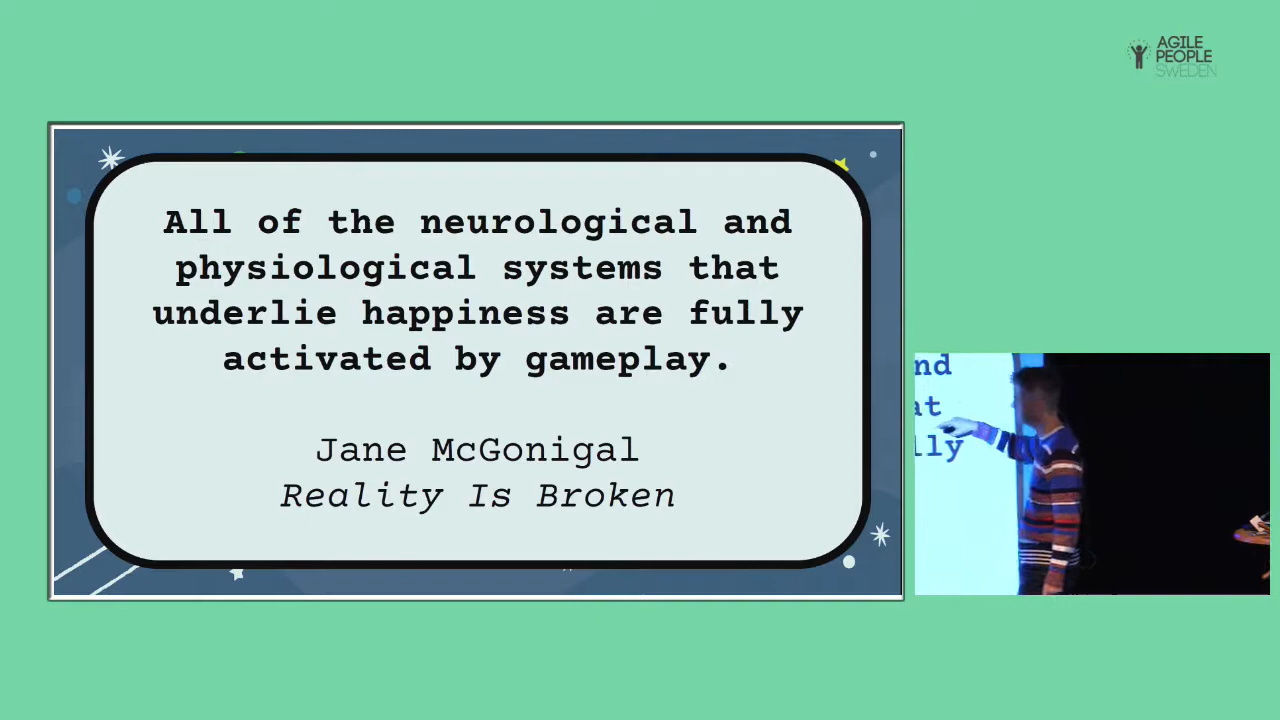 AGILE
PEOPLE
SWEDEN
All of the neurological and
physiological systems that
underlie happiness are fully
activated by gameplay.
Jane McGonigal
Reality Is Broken
nd
at
lly